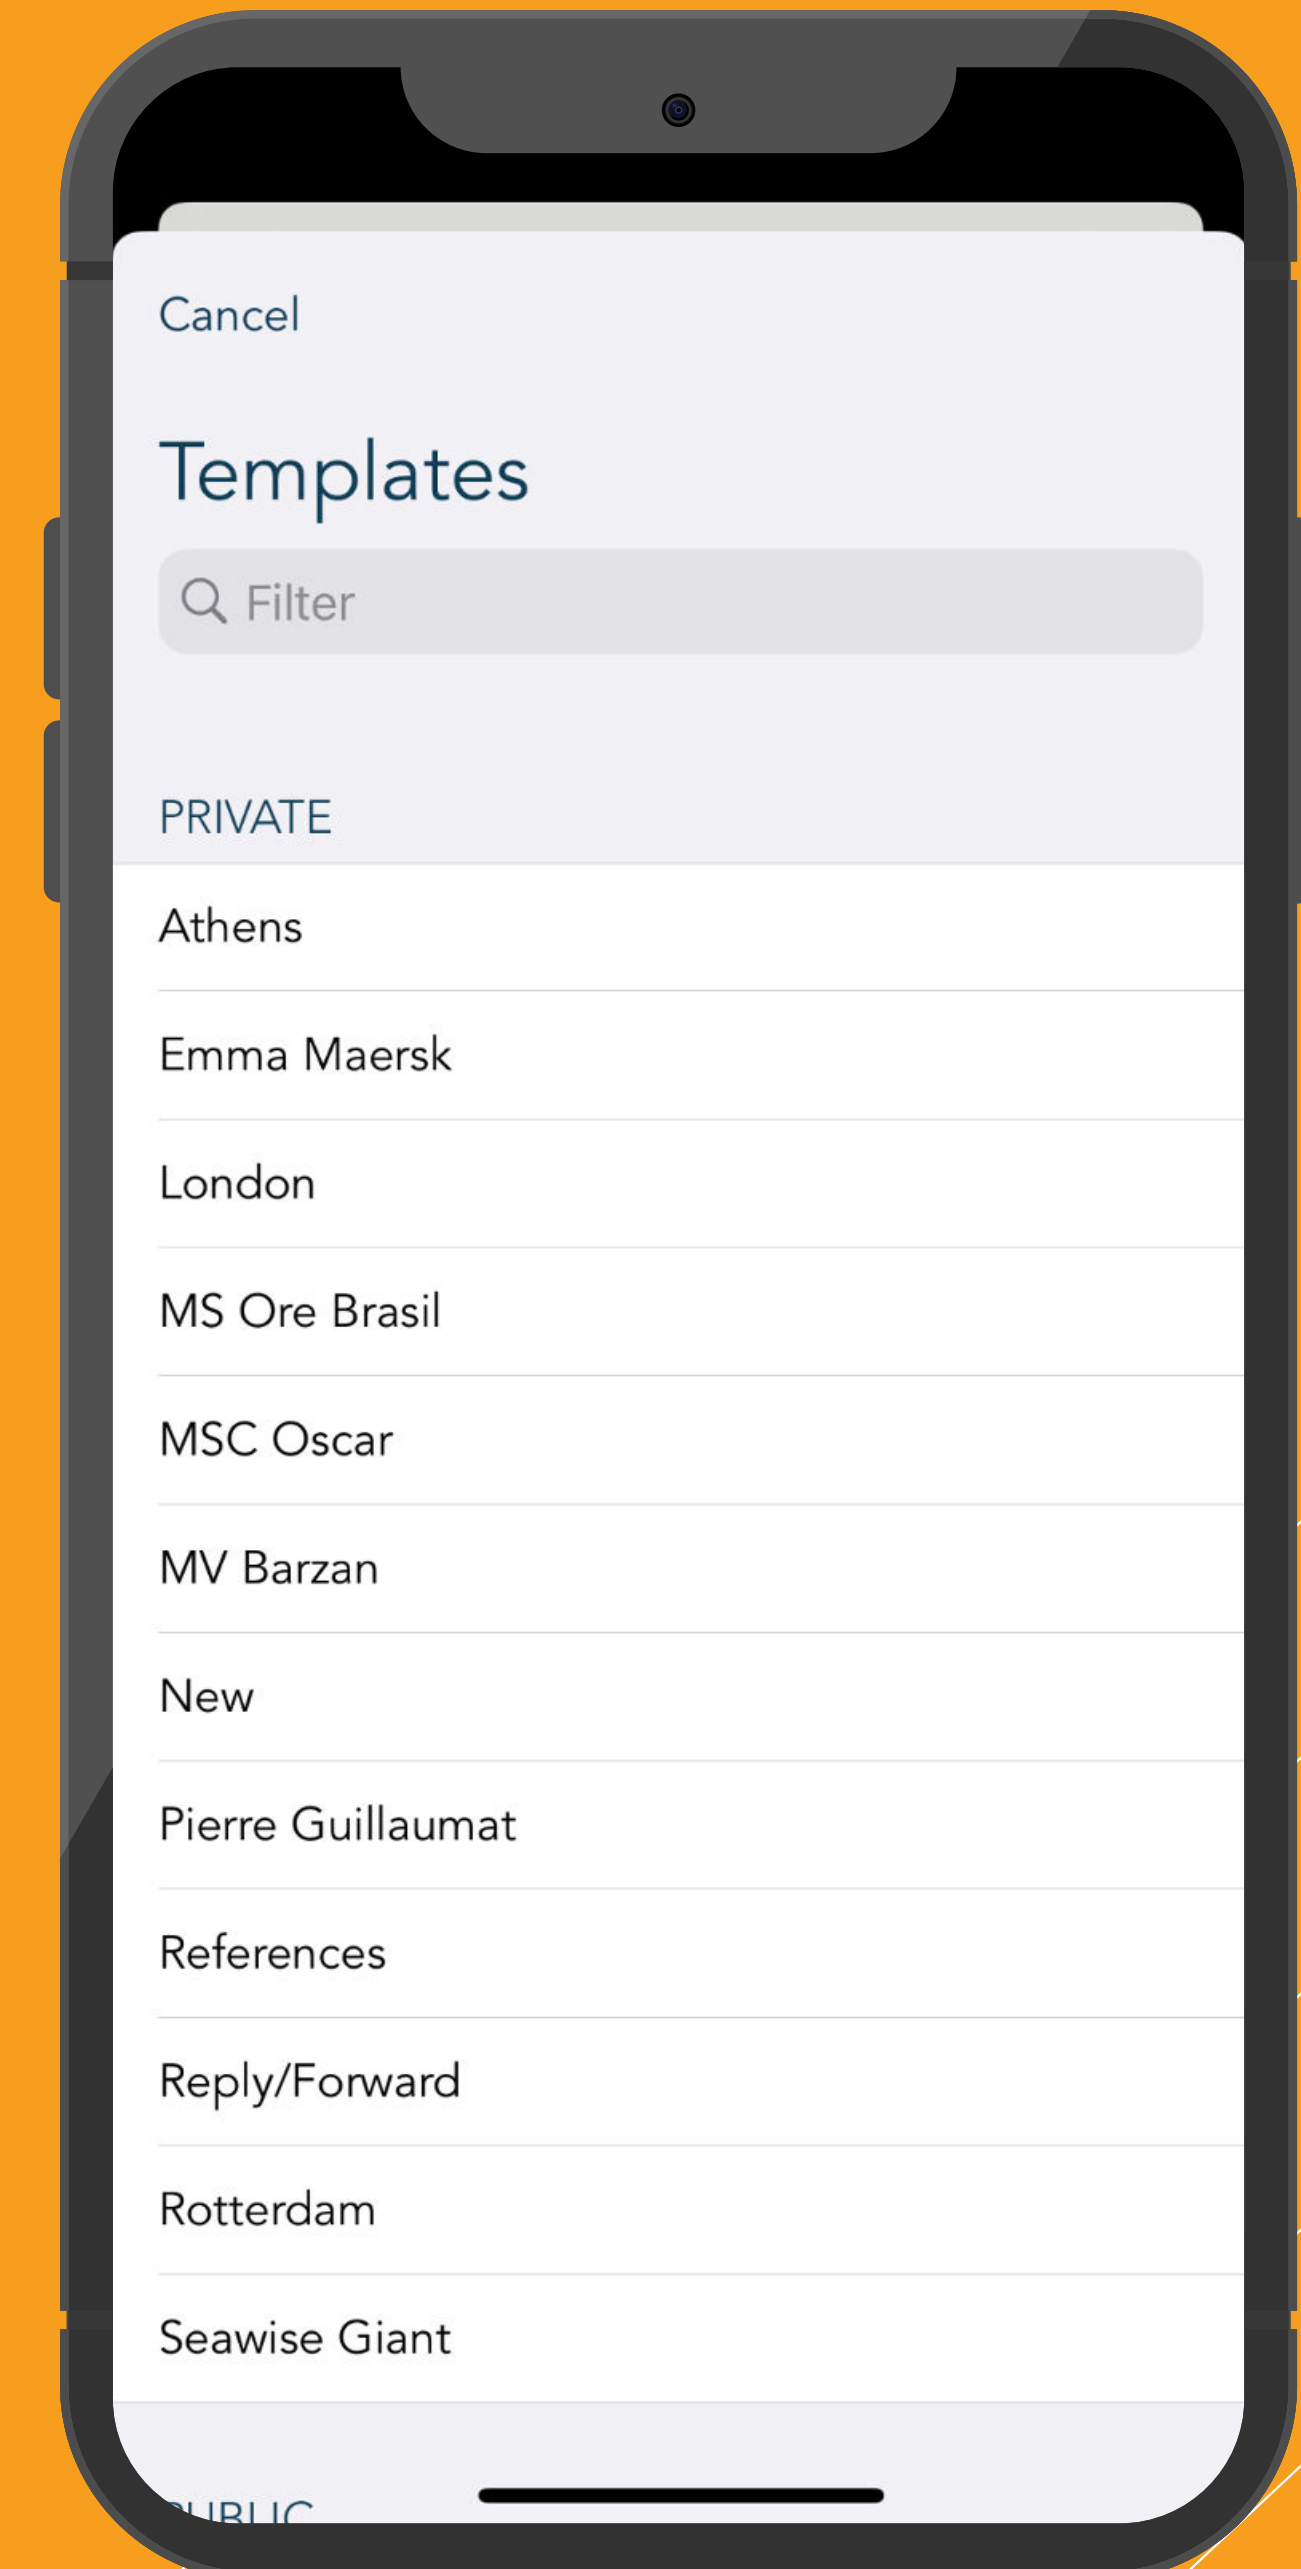 Cancel
Templates
Filter
PRIVATE
Athens
Emma Maersk
London
MS Ore Brasil
MSC Oscar
MV Barzan
New
Pierre Guillaumat
References
Reply/Forward
Rotterdam
Seawise Giant
PUBLIC